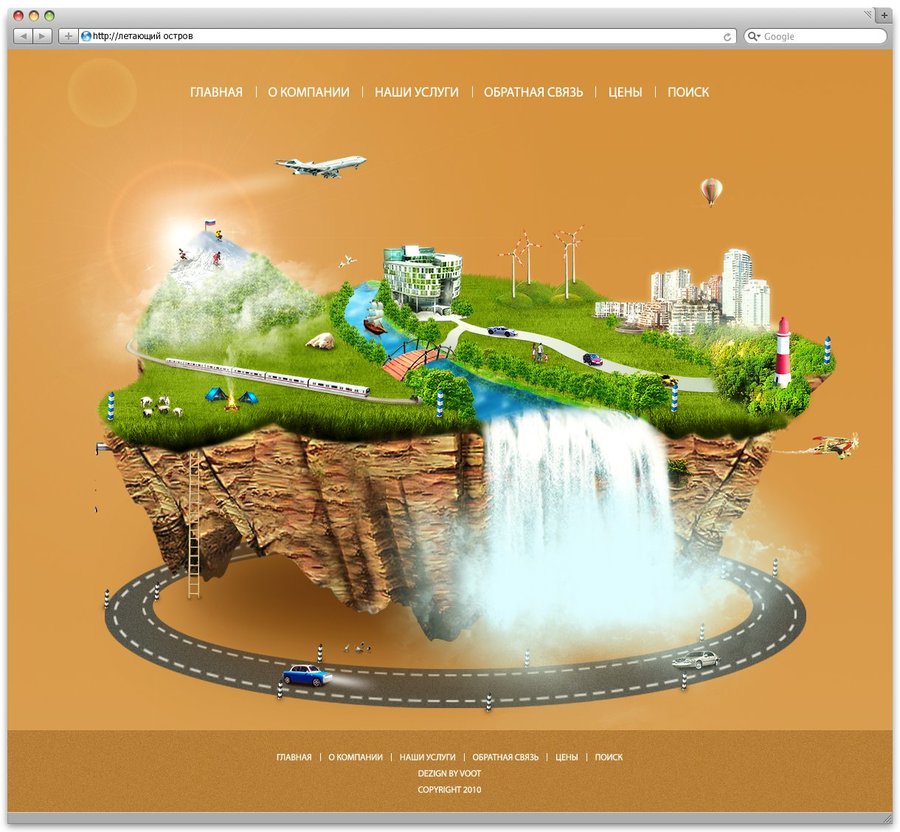 http://летающий остров
Google
ГЛАВНАЯ | О КОМПАНИИ | НАШИ УСЛУГИ | ОБРАТНАЯ СВЯЗЬ | ЦЕНЫ | ПОИСК
ГЛАВНАЯ | О КОМПАНИИ | НАШИ УСЛУГИ | ОБРАТНАЯ СВЯЗЬ | ЦЕНЫ | ПОИСК
DEZIGN BY VOOT
COPYRIGHT 2010